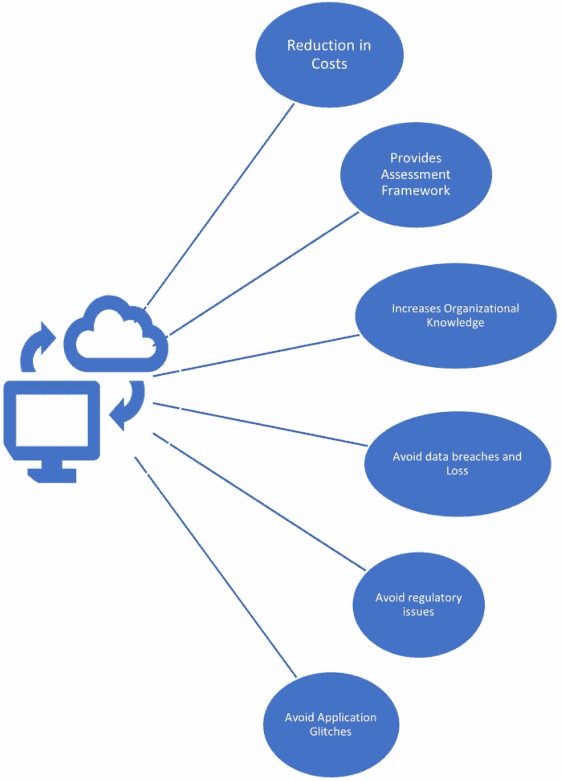 Reduction in
Costs
Provides
Assessment
Framework
Increases Organizational
Knowledge
Avoid data breaches and
Loss
Avoid regulatory
issues
Avoid Application
Glitches